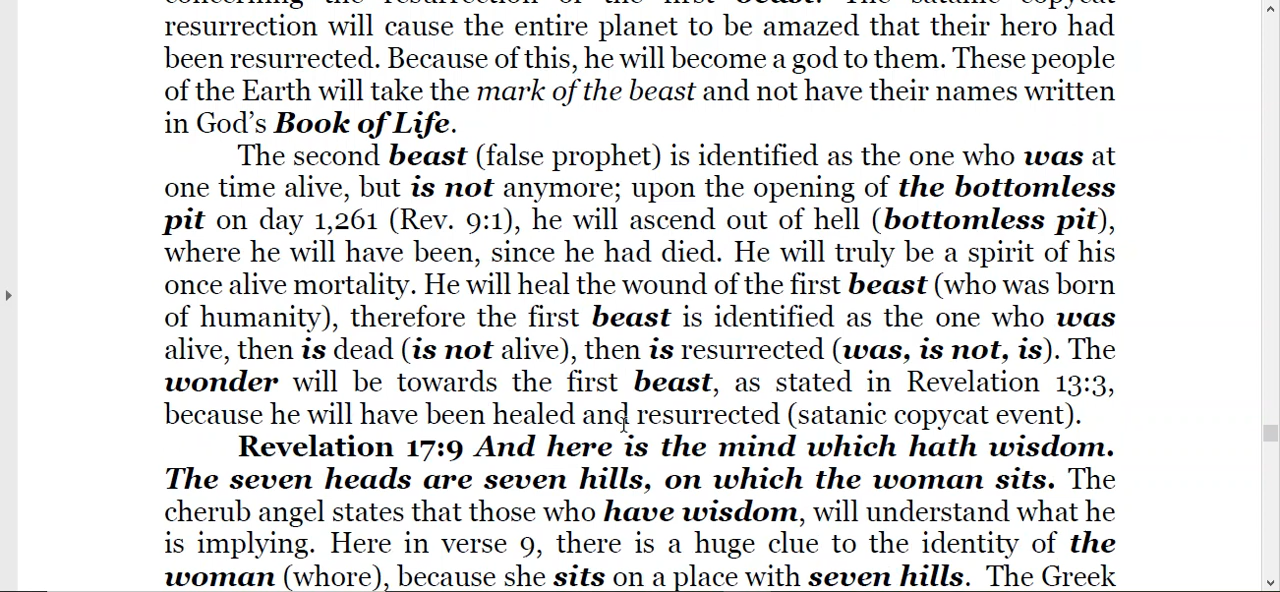 concerning the resurrection of the first beast. The satanic copycat
resurrection will cause the entire planet to be amazed that their hero had
been resurrected. Because of this, he will become a god to them. These people
of the Earth will take the mark of the beast and not have their names written
in God’s Book of Life.
The second beast (false prophet) is identified as the one who was at
one time alive, but is not anymore; upon the opening of the bottomless
pit on day 1,261 (Rev. 9:1), he will ascend out of hell (bottomless pit),
where he will have been, since he had died. He will truly be a spirit of his
once alive mortality. He will heal the wound of the first beast (who was born
of humanity), therefore the first beast is identified as the one who was
alive, then is dead (is not alive), then is resurrected (was, is not, is). The
wonder will be towards the first beast, as stated in Revelation 13:3,
because he will have been healed and resurrected (satanic copycat event).
Revelation 17:9 And here is the mind which hath wisdom.
The seven heads are seven hills, on which the woman sits. The
cherub angel states that those who have wisdom, will understand what he
is implying. Here in verse 9, there is a huge clue to the identity of the
woman (whore), because she sits on a place with seven hills. The Greek